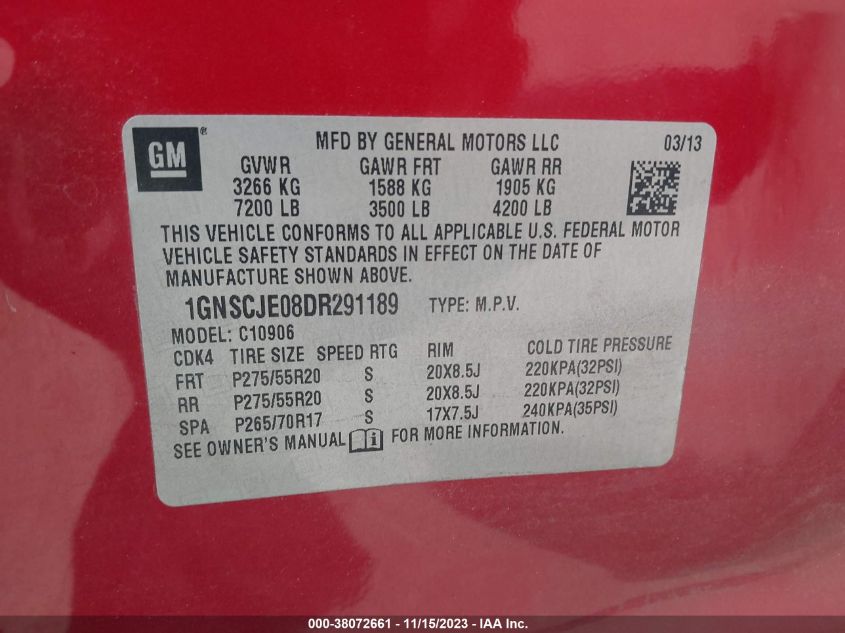 GM ®
MFD BY GENERAL MOTORS LLC 03/13
GVWR GAWR FRT GAWR RR
3266 KG 1588 KG 1905 KG
7200 LB 3500 LB 4200 LB
THIS VEHICLE CONFORMS TO ALL APPLICABLE U.S. FEDERAL MOTOR
VEHICLE SAFETY STANDARDS IN EFFECT ON THE DATE OF
MANUFACTURE SHOWN ABOVE.
1GNSCJE08DR291189 TYPE: M.P.V.
MODEL: C10906
CDK4 TIRE SIZE SPEED RTG RIM COLD TIRE PRESSURE
FRT P275/55R20 S 20X8.5J 220KPA(32PSI)
RR P275/55R20 S 20X8.5J 220KPA(32PSI)
SPA P265/70R17 S 17X7.5J 240KPA(35PSI)
SEE OWNER'S MANUAL i FOR MORE INFORMATION.
000-38072661 - 11/15/2023 - IAA Inc.